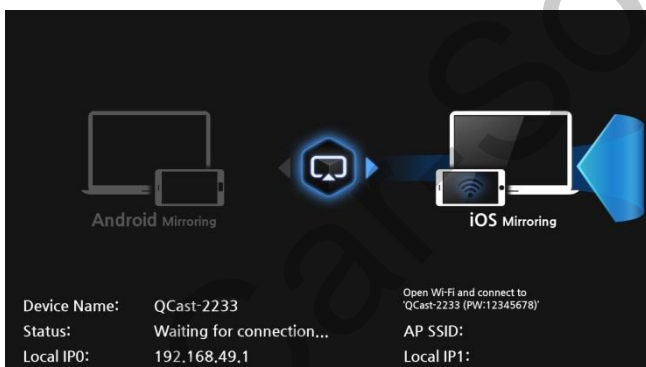 Android Mirroring
iOS Mirroring
Device Name: QCast-2233
Status: Waiting for connection...
Local IP0: 192.168.49.1
Open Wi-Fi and connect to
'QCast-2233 (PW:12345678)'
AP SSID:
Local IP1: